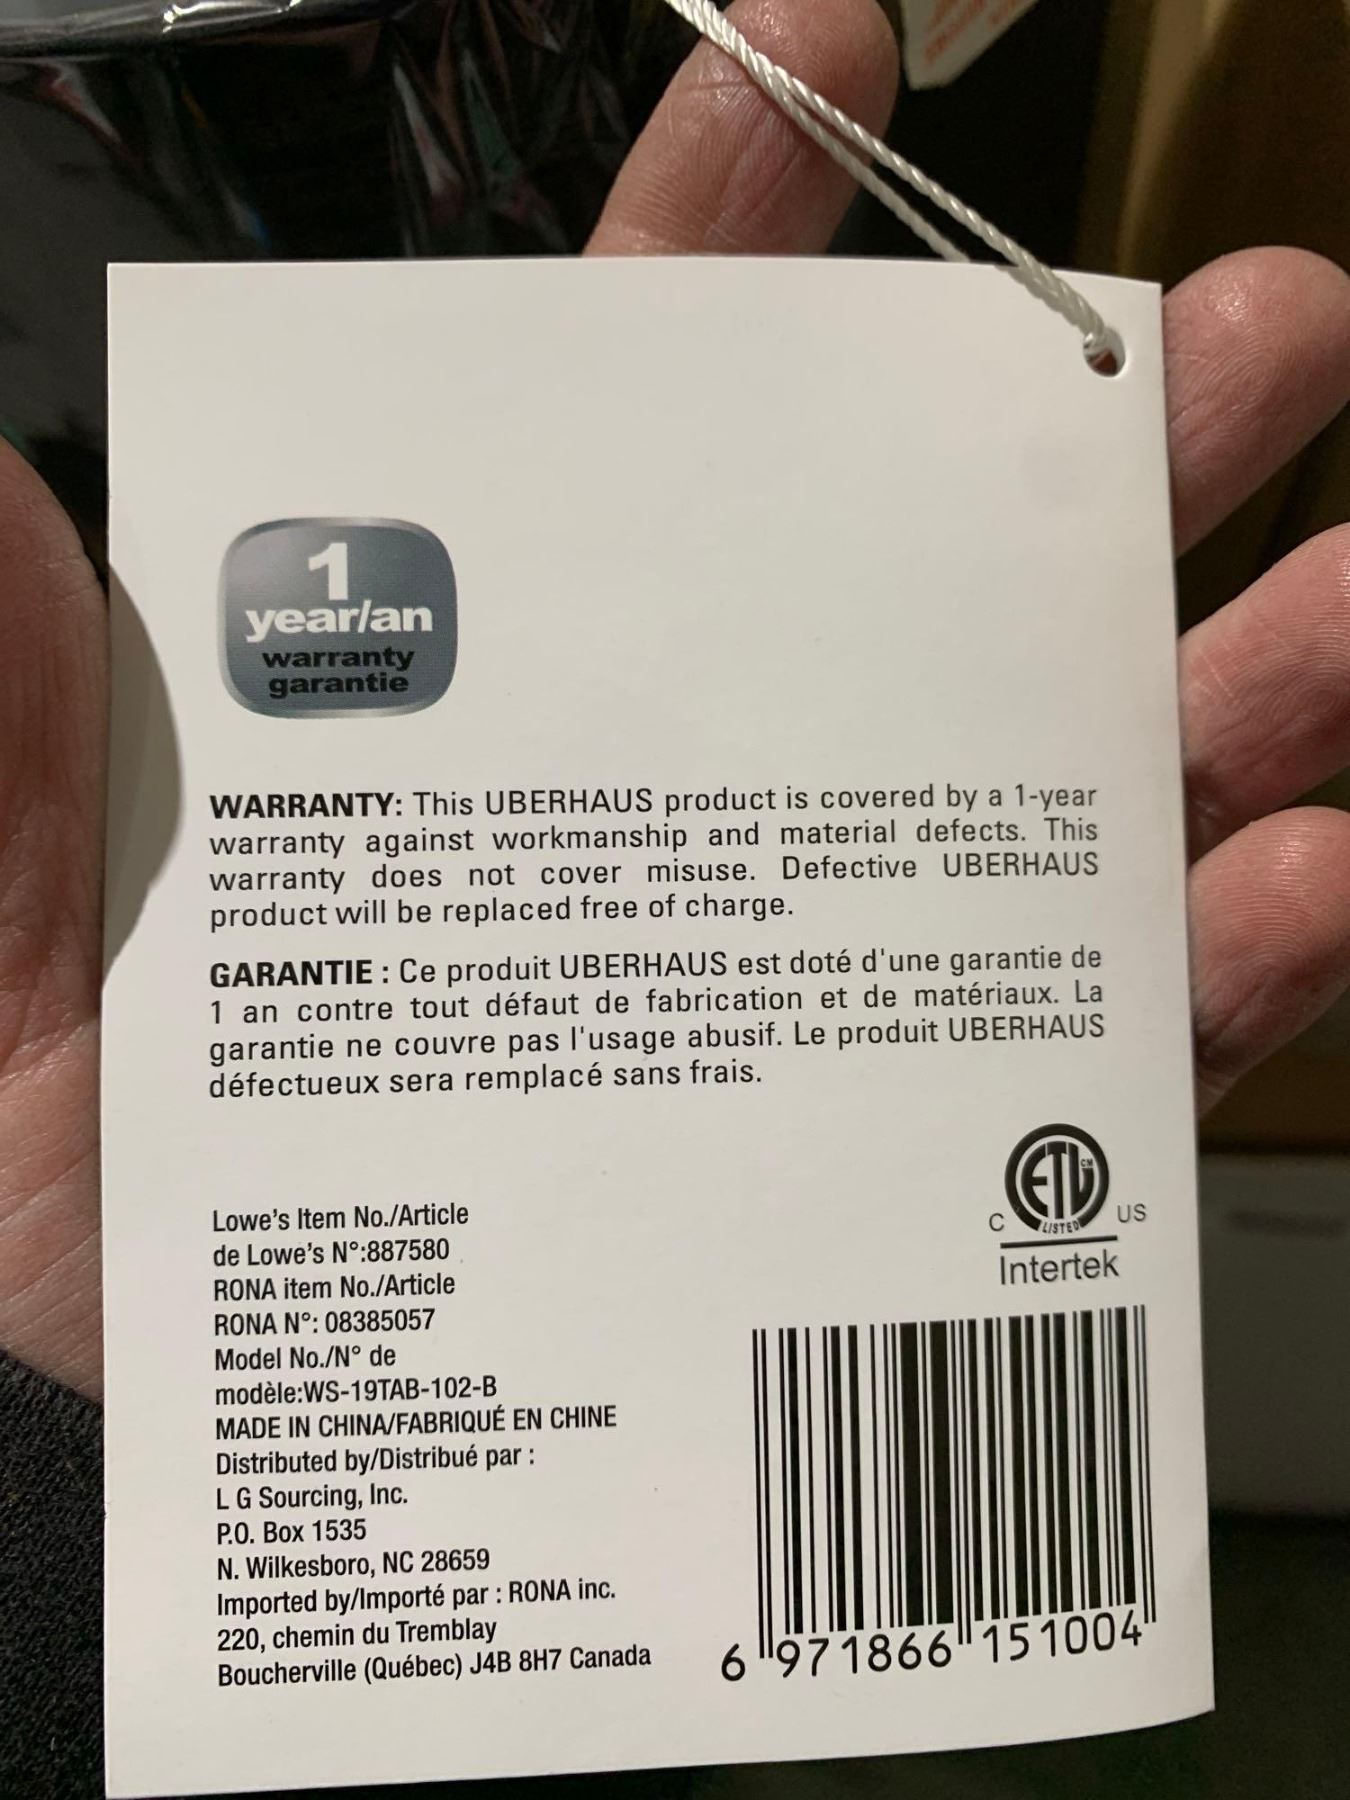 1
year/an
warranty
garantie
WARRANTY: This UBERHAUS product is covered by a 1-year
warranty against workmanship and material defects. This
warranty does not cover misuse. Defective UBERHAUS
product will be replaced free of charge.
GARANTIE : Ce produit UBERHAUS est doté d'une garantie de
1 an contre tout défaut de fabrication et de matériaux. La
garantie ne couvre pas l'usage abusif. Le produit UBERHAUS
défectueux sera remplacé sans frais.
Lowe's Item No./Article
de Lowe's N°:887580
RONA item No./Article
RONA N°: 08385057
Model No./N° de
modèle:WS-19TAB-102-B
MADE IN CHINA/FABRIQUÉ EN CHINE
Distributed by/Distribué par :
L G Sourcing, Inc.
P.O. Box 1535
N. Wilkesboro, NC 28659
Imported by/Importé par : RONA inc.
220, chemin du Tremblay
Boucherville (Québec) J4B 8H7 Canada
ETL CM
C LISTED US
Intertek
6 971866 151004